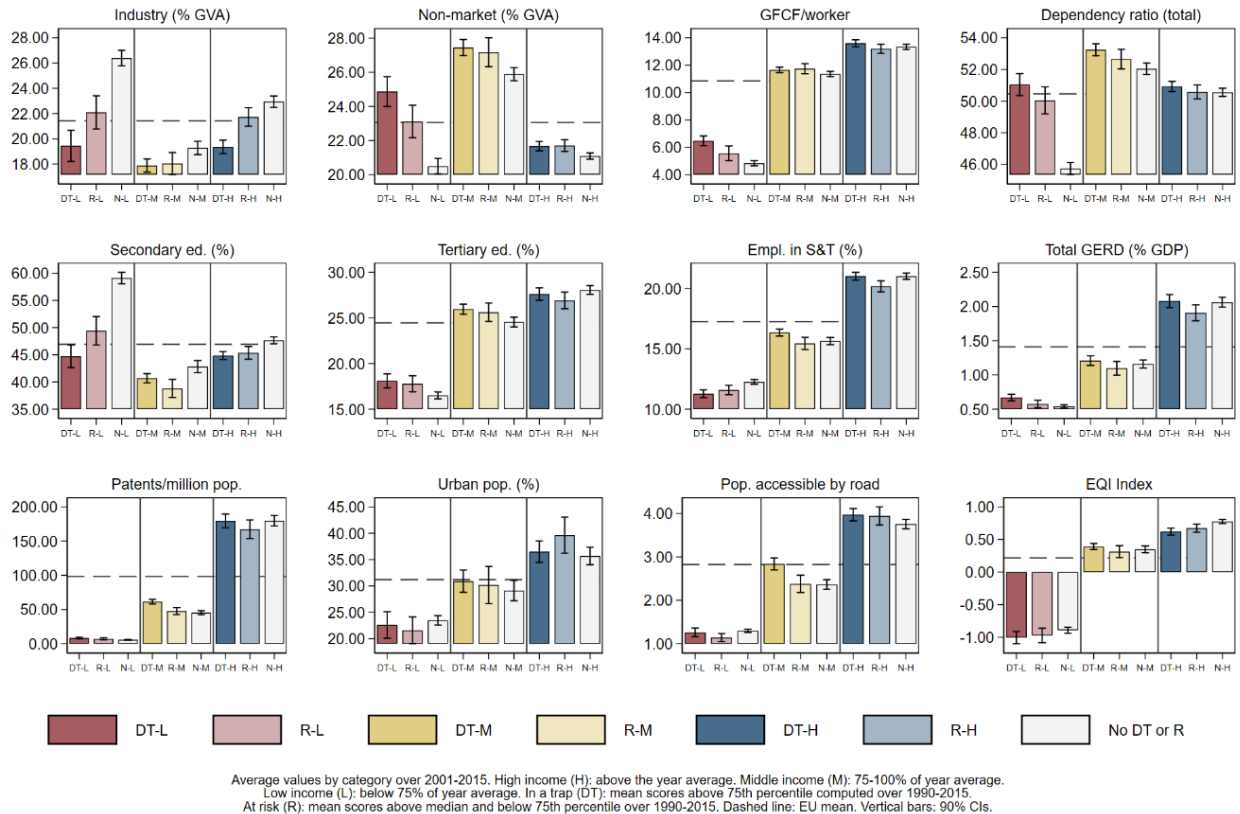 Industry (% GVA)
28.00
26.00
24.00
22.00
20.00
18.00
DT-L R-L N-L DT-M R-M N-M DT-H R-H N-H
Non-market (% GVA)
28.00
26.00
24.00
22.00
20.00
DT-L R-L N-L DT-M R-M N-M DT-H R-H N-H
GFCF/worker
14.00
12.00
10.00
8.00
6.00
4.00
DT-L R-L N-L DT-M R-M N-M DT-H R-H N-H
Dependency ratio (total)
54.00
52.00
50.00
48.00
46.00
DT-L R-L N-L DT-M R-M N-M DT-H R-H N-H
Secondary ed. (%)
60.00
55.00
50.00
45.00
40.00
35.00
DT-L R-L N-L DT-M R-M N-M DT-H R-H N-H
Tertiary ed. (%)
30.00
25.00
20.00
15.00
DT-L R-L N-L DT-M R-M N-M DT-H R-H N-H
Empl. in S&T (%)
20.00
15.00
10.00
DT-L R-L N-L DT-M R-M N-M DT-H R-H N-H
Total GERD (% GDP)
2.50
2.00
1.50
1.00
0.50
DT-L R-L N-L DT-M R-M N-M DT-H R-H N-H
Patents/million pop.
200.00
150.00
100.00
50.00
0.00
DT-L R-L N-L DT-M R-M N-M DT-H R-H N-H
Urban pop. (%)
45.00
40.00
35.00
30.00
25.00
20.00
DT-L R-L N-L DT-M R-M N-M DT-H R-H N-H
Pop. accessible by road
4.00
3.00
2.00
1.00
DT-L R-L N-L DT-M R-M N-M DT-H R-H N-H
EQI Index
1.00
0.50
0.00
-0.50
-1.00
DT-L R-L N-L DT-M R-M N-M DT-H R-H N-H
DT-L R-L DT-M R-M DT-H R-H No DT or R
Average values by category over 2001-2015. High income (H): above the year average. Middle income (M): 75-100% of year average.
Low income (L): below 75% of year average. In a trap (DT): mean scores above 75th percentile computed over 1990-2015.
At risk (R): mean scores above median and below 75th percentile over 1990-2015. Dashed line: EU mean. Vertical bars: 90% CIs.